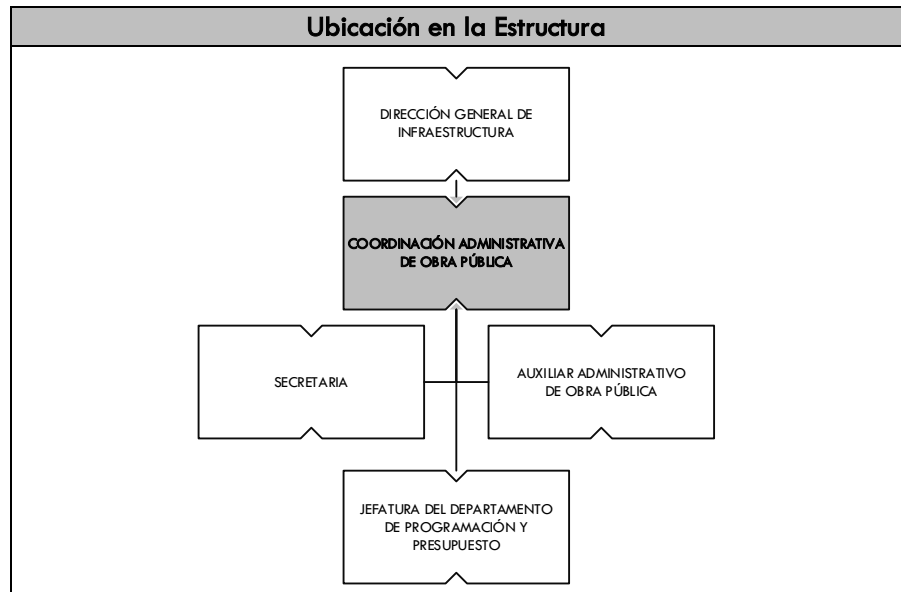 Ubicación en la Estructura
DIRECCIÓN GENERAL DE
INFRAESTRUCTURA
COORDINACIÓN ADMINISTRATIVA
DE OBRA PÚBLICA
SECRETARIA
AUXILIAR ADMINISTRATIVO
DE OBRA PÚBLICA
JEFATURA DEL DEPARTAMENTO
DE PROGRAMACIÓN Y
PRESUPUESTO